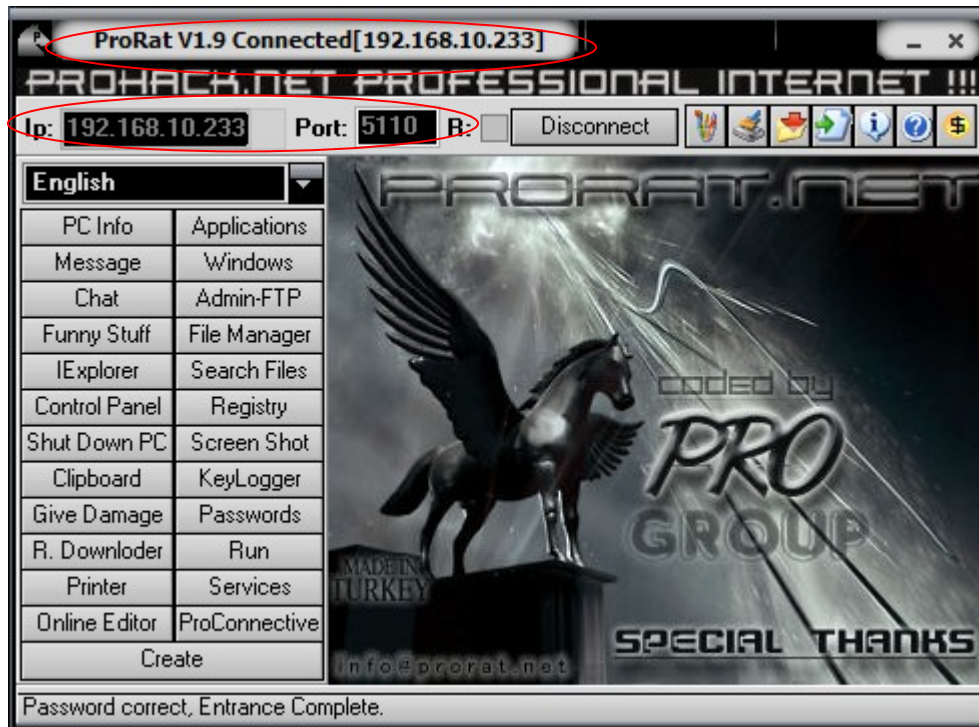 P
ProRat V1.9 Connected[192.168.10.233]
PROHACK.NET PROFESSIONAL INTERNET !!!
Ip: 192.168.10.233 Port: 5110 R: Disconnect
English
PRORAT.NET
PC Info Applications
Message Windows
Chat Admin-FTP
Funny Stuff File Manager
IExplorer Search Files
Control Panel Registry
Shut Down PC Screen Shot
Clipboard KeyLogger
Give Damage Passwords
R. Downloder Run
Printer Services
Online Editor ProConnective
Create
coded by
PRO
GROUP
MADE IN
TURKEY
SPECIAL THANKS
info@prorat.net
Password correct, Entrance Complete.